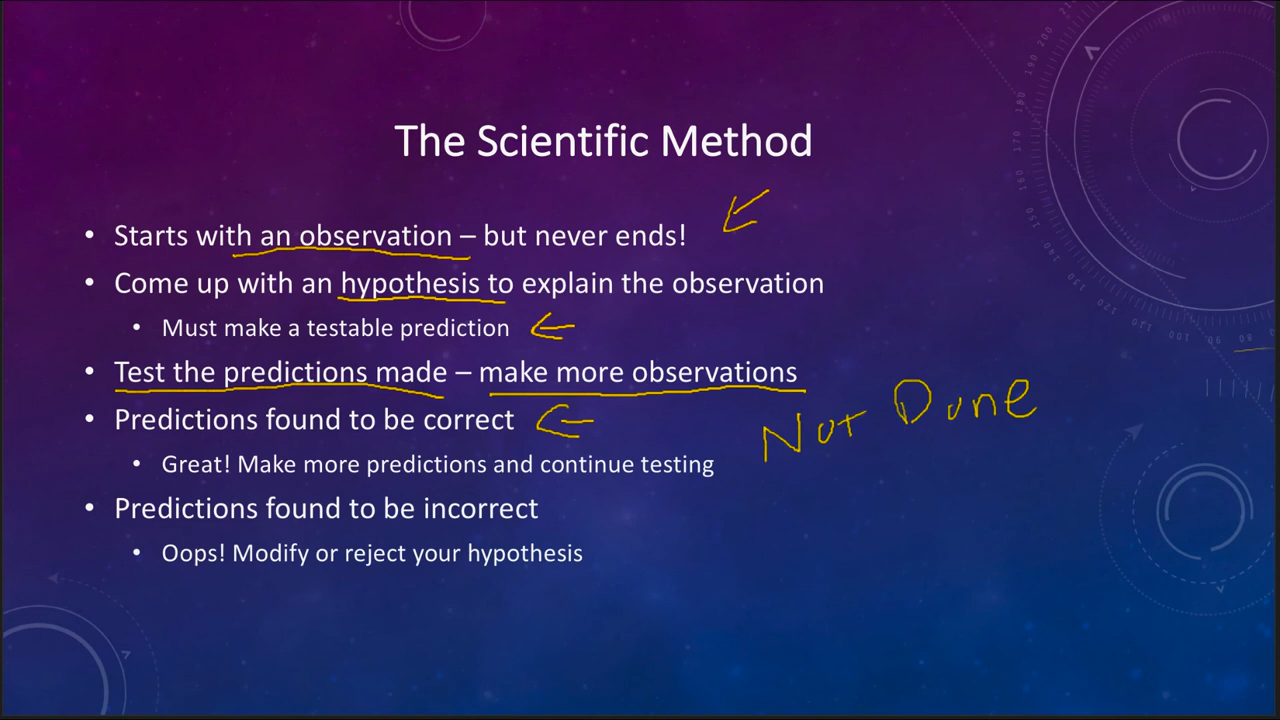 The Scientific Method
• Starts with an observation – but never ends!
• Come up with an hypothesis to explain the observation
• Must make a testable prediction
• Test the predictions made – make more observations
• Predictions found to be correct
Not Done
• Great! Make more predictions and continue testing
• Predictions found to be incorrect
• Oops! Modify or reject your hypothesis